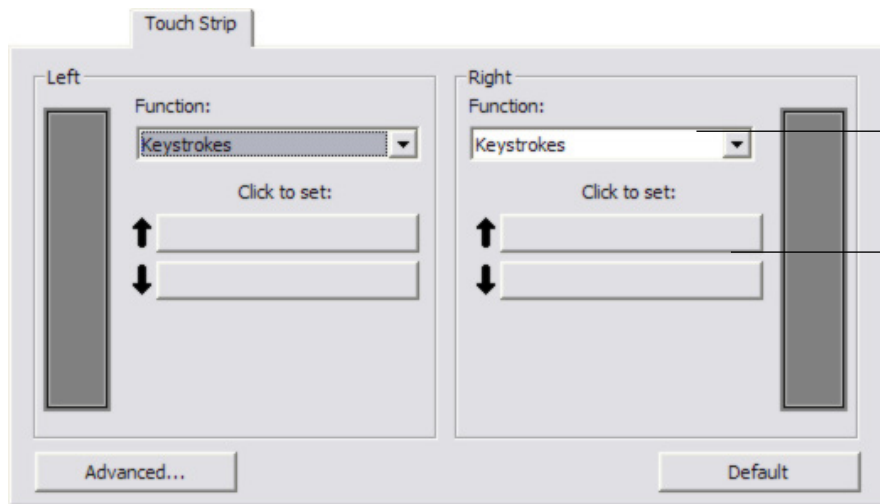 Touch Strip
Left
Function:
Keystrokes
Click to set:
Right
Function:
Keystrokes
Click to set:
Advanced...
Default